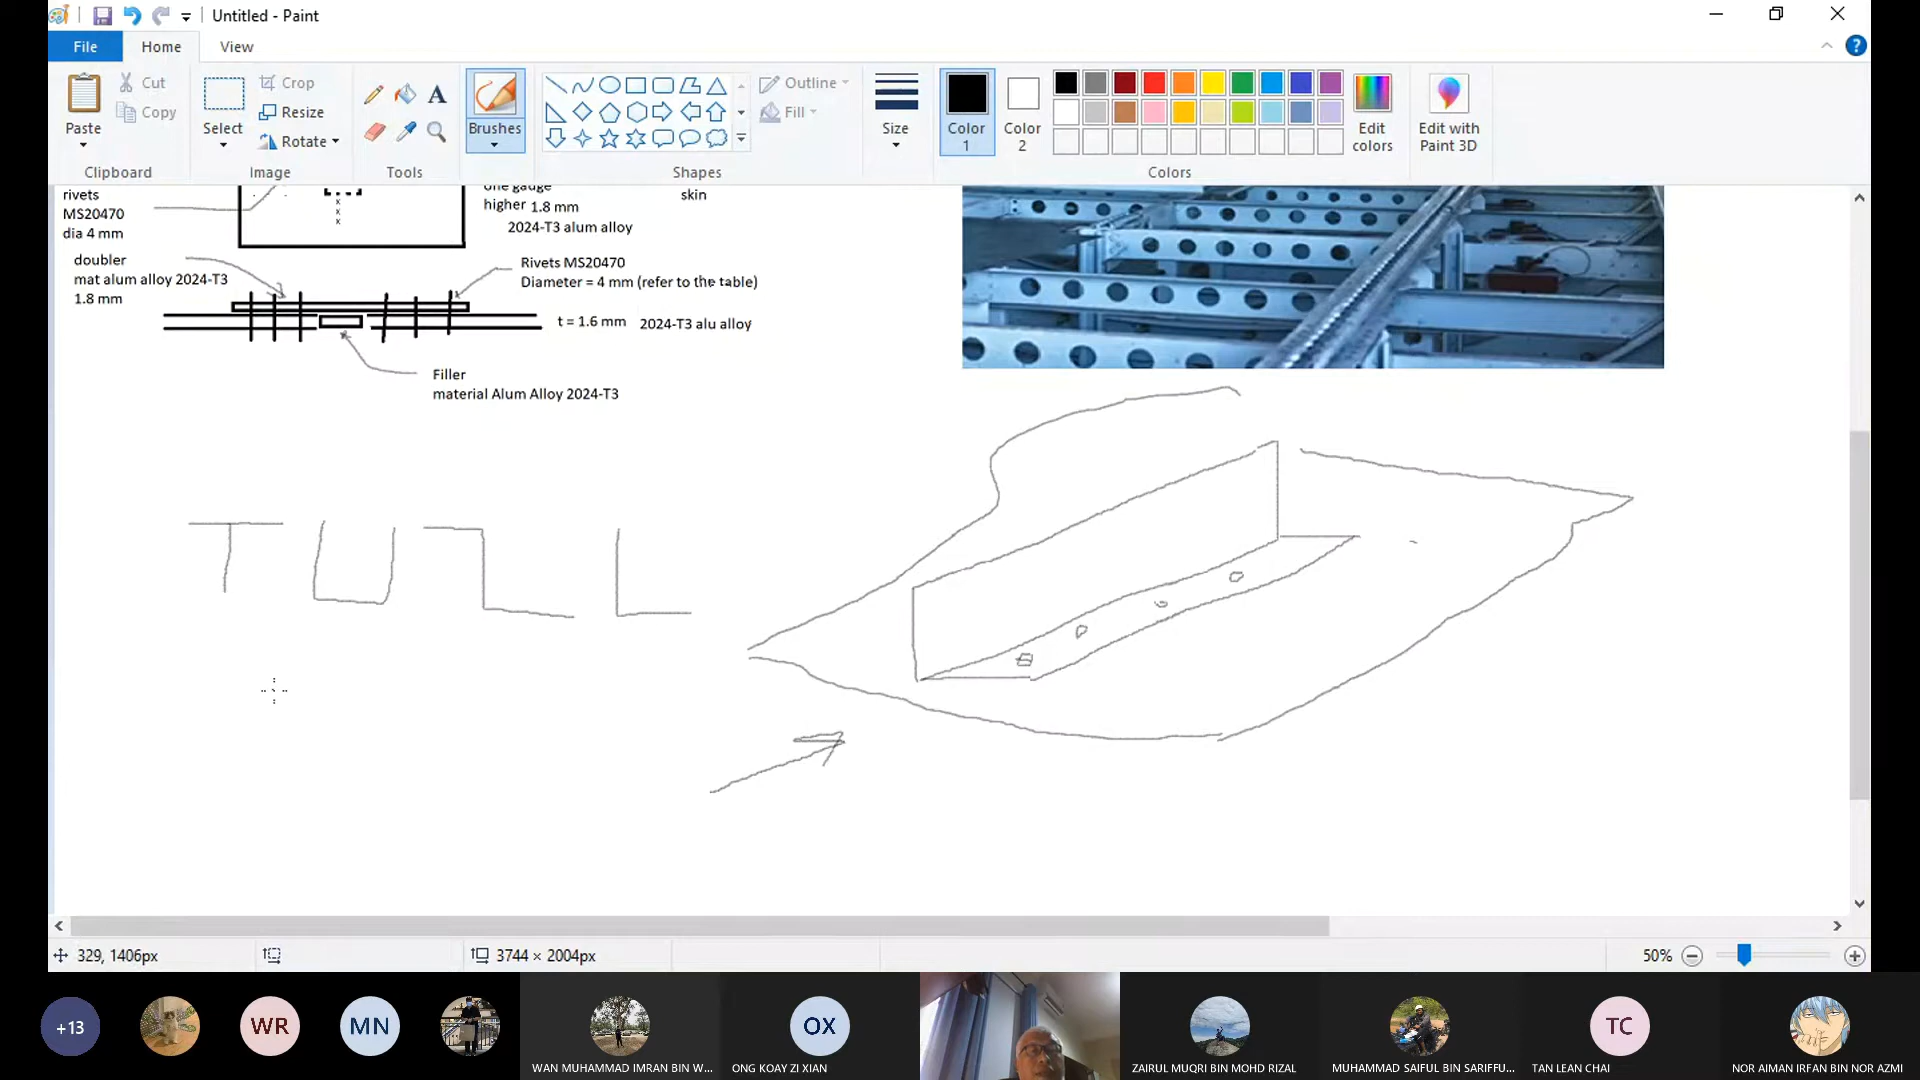 Untitled - Paint
File
Home
View
Paste
Cut
Copy
Clipboard
Select
Crop
Resize
Rotate
Image
Tools
Brushes
Shapes
Outline
Fill
Size
Color 1
Color 2
Colors
Edit colors
Edit with Paint 3D
rivets
MS20470
dia 4 mm
one gauge
higher 1.8 mm
2024-T3 alum alloy
skin
doubler
mat alum alloy 2024-T3
1.8 mm
Rivets MS20470
Diameter = 4 mm (refer to the table)
t = 1.6 mm 2024-T3 alu alloy
Filler
material Alum Alloy 2024-T3
329, 1406px
3744 × 2004px
50%
+13
WR
MN
WAN MUHAMMAD IMRAN BIN W...
OX
ONG KOAY ZI XIAN
ZAIRUL MUQRI BIN MOHD RIZAL
MUHAMMAD SAIFUL BIN SARIFFU...
TC
TAN LEAN CHAI
NOR AIMAN IRFAN BIN NOR AZMI